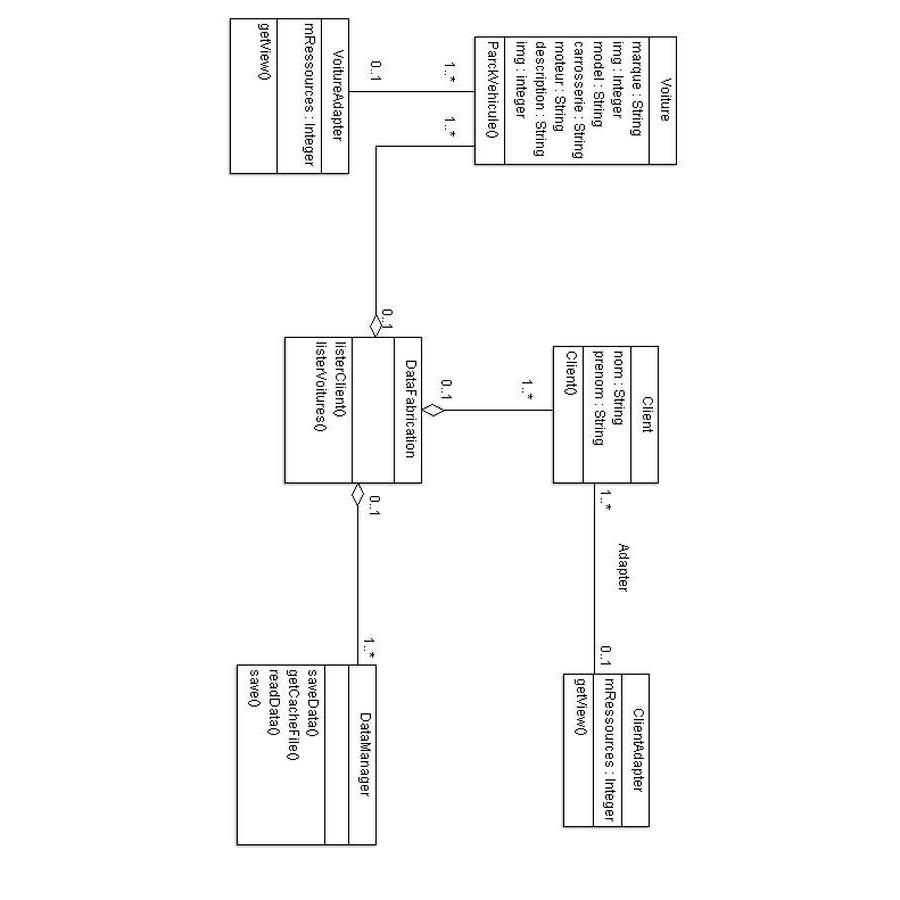 Voiture
marque : String
img : Integer
model : String
carrosserie : String
moteur : String
description : String
img : integer
ParckVehicule()
1..*
1..*
0..1
VoitureAdapter
mRessources : Integer
getView()
Client
nom : String
prenom : String
Client()
1..*
0..1
0..1
DataFabrication
listerClient()
listerVoitures()
1..*
Adapter
0..1
ClientAdapter
mRessources : Integer
getView()
0..1
1..*
DataManager
saveData()
getCacheFile()
readData()
save()